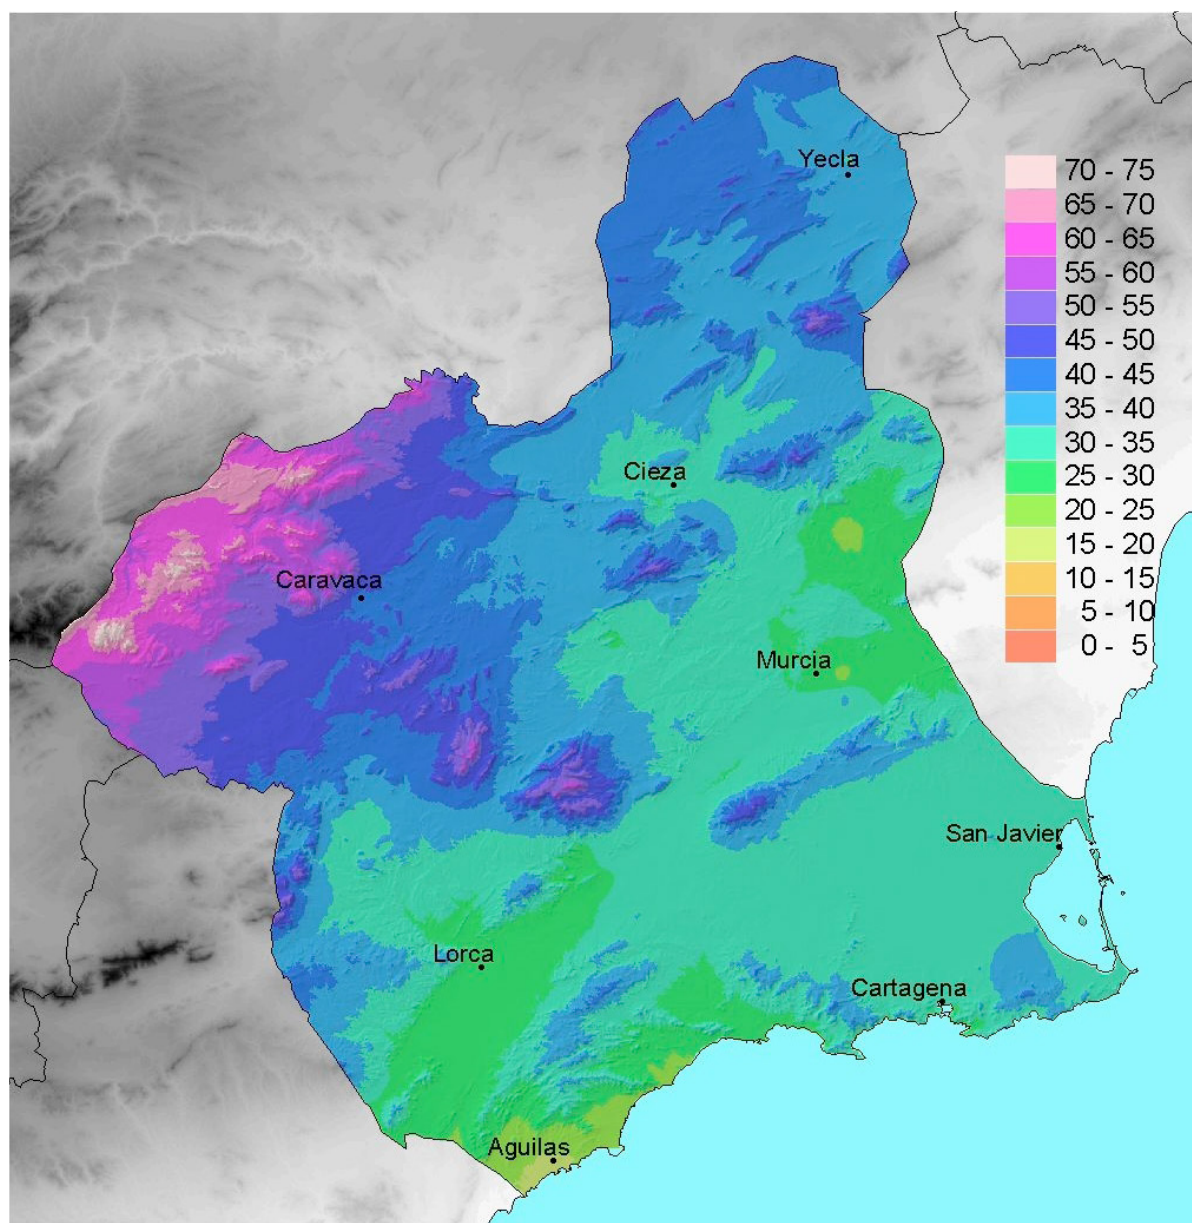 Yecla
70 - 75
65 - 70
60 - 65
55 - 60
50 - 55
45 - 50
40 - 45
35 - 40
30 - 35
25 - 30
20 - 25
15 - 20
10 - 15
5 - 10
0 - 5
Cieza
Caravaca
Murcia
San Javier
Lorca
Cartagena
Aguilas